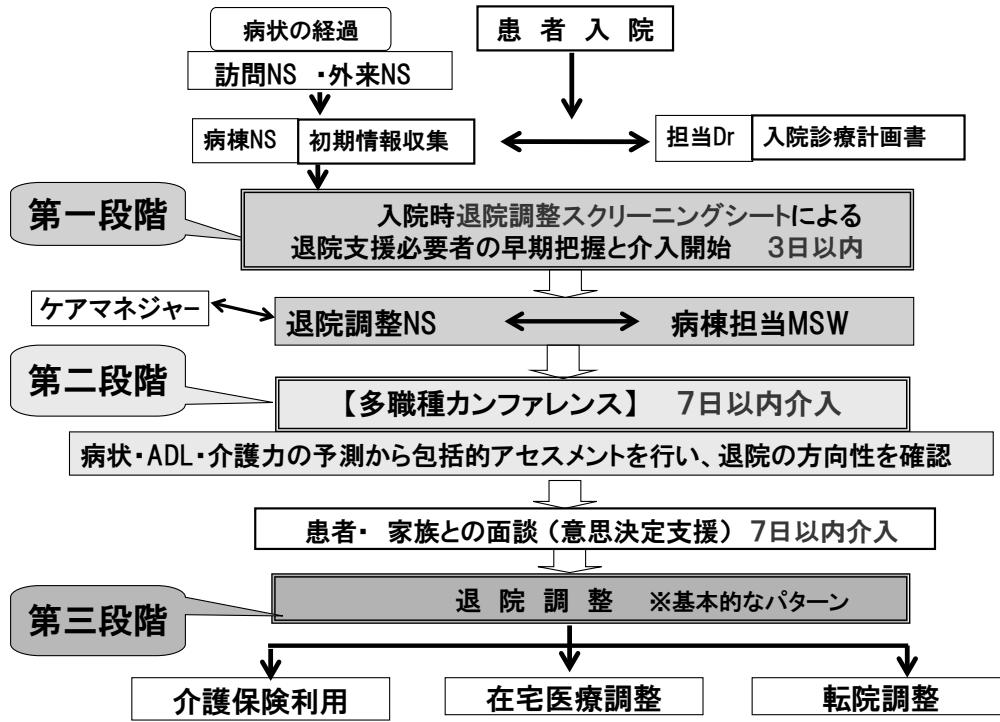 病状の経過
患者入院
訪問NS ・外来NS
病棟NS 初期情報収集
担当Dr 入院診療計画書
第一段階
入院時退院調整スクリーニングシートによる
退院支援必要者の早期把握と介入開始 3日以内
ケアマネジャー
退院調整NS 病棟担当MSW
第二段階
【多職種カンファレンス】 7日以内介入
病状・ADL・介護力の予測から包括的アセスメントを行い、退院の方向性を確認
患者・ 家族との面談（意思決定支援） 7日以内介入
第三段階
退院調整 ※基本的なパターン
介護保険利用
在宅医療調整
転院調整